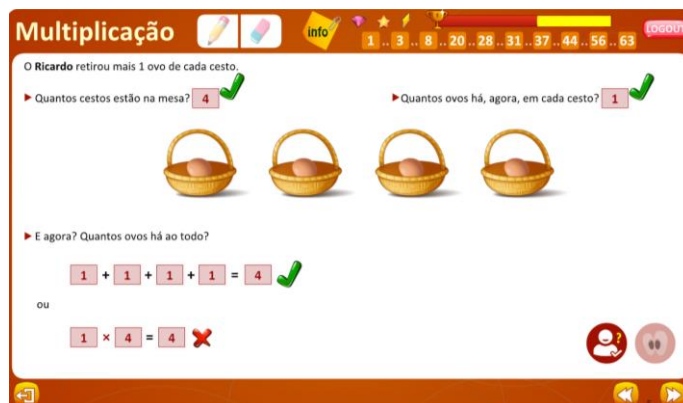 Multiplicação
info
1 .. 3 .. 8 .. 20 .. 28 .. 31 .. 37 .. 44 .. 56 .. 63
LOGOUT
O Ricardo retirou mais 1 ovo de cada cesto.
Quantos cestos estão na mesa? 4
Quantos ovos há, agora, em cada cesto? 1
E agora? Quantos ovos há ao todo?
1 + 1 + 1 + 1 = 4
ou
1 × 4 = 4
?